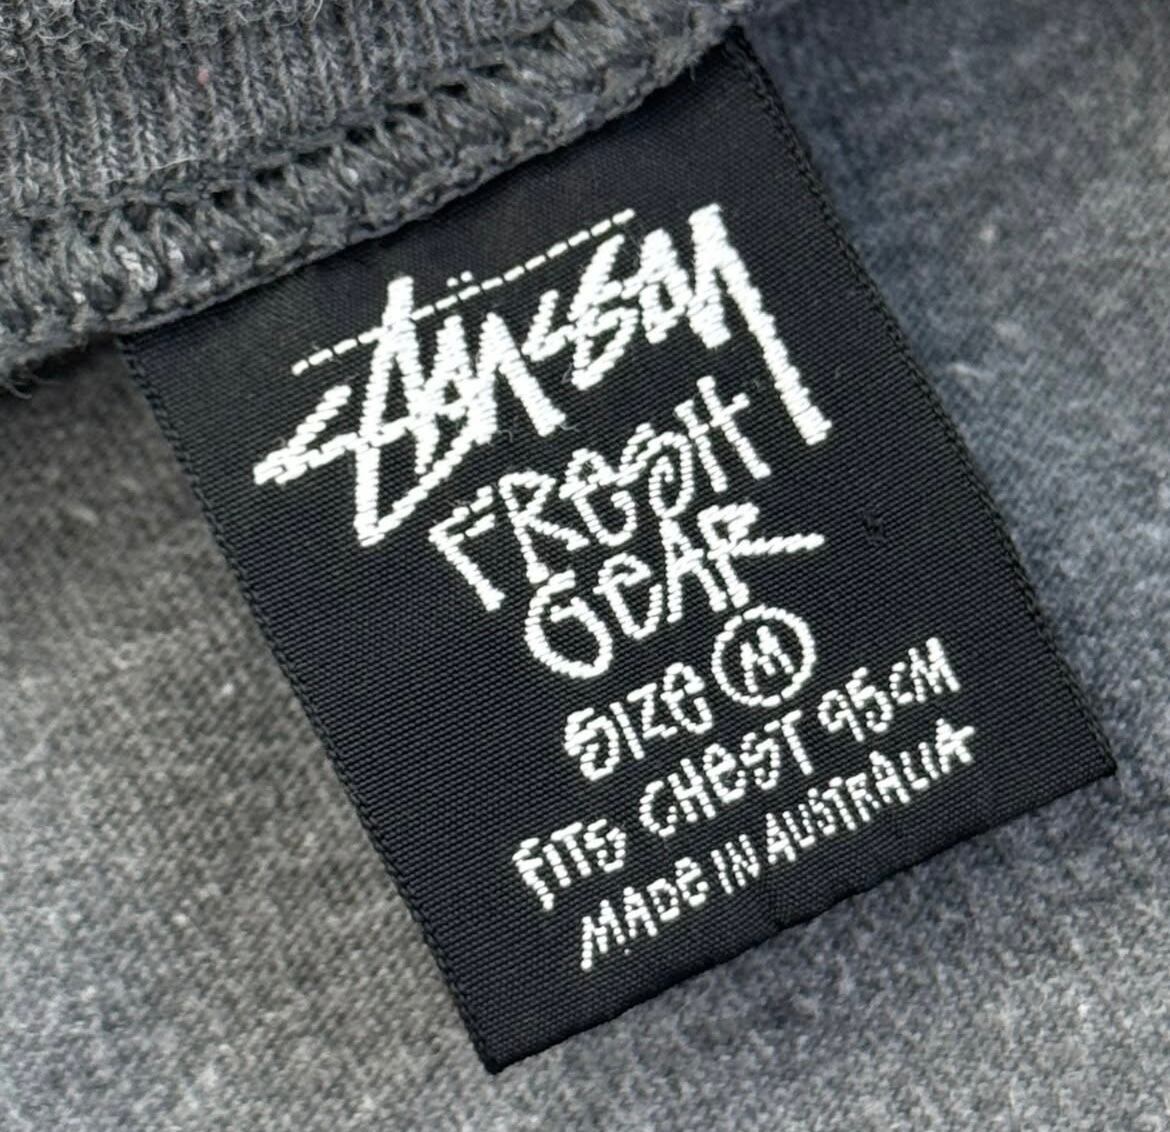 Stüssy
FResH
GeAR
Size M
FITS CHeST 95cM
MADe IN AUSTRALIA